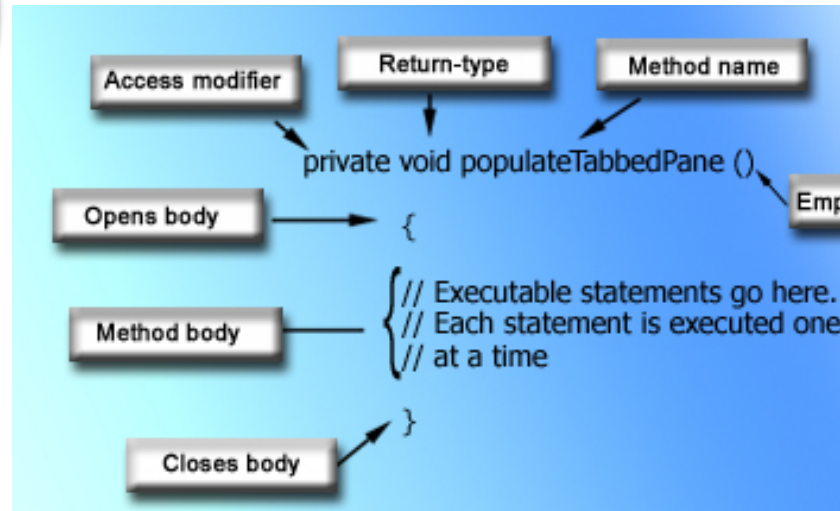 Access modifier
Return-type
Method name
private void populateTabbedPane ()
Opens body
{
Method body
// Executable statements go here.
// Each statement is executed one
// at a time
}
Closes body